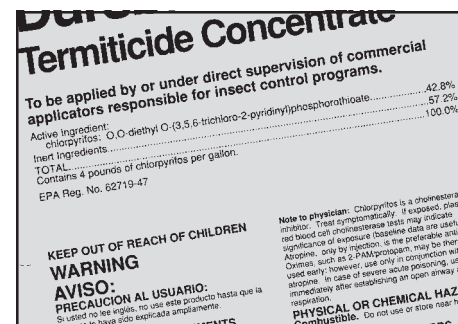 Termiticide Concentrate
To be applied by or under direct supervision of commercial
applicators responsible for insect control programs.
Active Ingredient:
chlorpyrifos: O,O-diethyl O-(3,5,6-trichloro-2-pyridinyl)phosphorothioate 42.8%
Inert Ingredients 57.2%
TOTAL 100.0%
Contains 4 pounds of chlorpyrifos per gallon.
EPA Reg. No. 62719-47
KEEP OUT OF REACH OF CHILDREN
WARNING
AVISO:
PRECAUCION AL USUARIO:
Si usted no lee inglés, no use este producto hasta que la
haya sido explicada ampliamente.
Note to physician: Chlorpyrifos is a
inhibitor. Treat symptomatically. If exposed,
red blood cell cholinesterase tests may indicate
significance of exposure (baseline data are
Atropine, only by injection, is the preferable
Oximes, such as 2-PAM/protopam, may be
used early; however, use only in conjunction
atropine. In case of severe acute poisoning,
immediately after establishing an open airway
respiration.
PHYSICAL OR CHEMICAL
Combustible. Do not use or store near